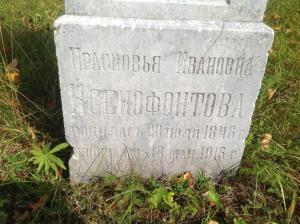 Прасковья Ивановна
Ксенофонтова
родилась 20 Іюля 1846 г
18 мая 1915 г.